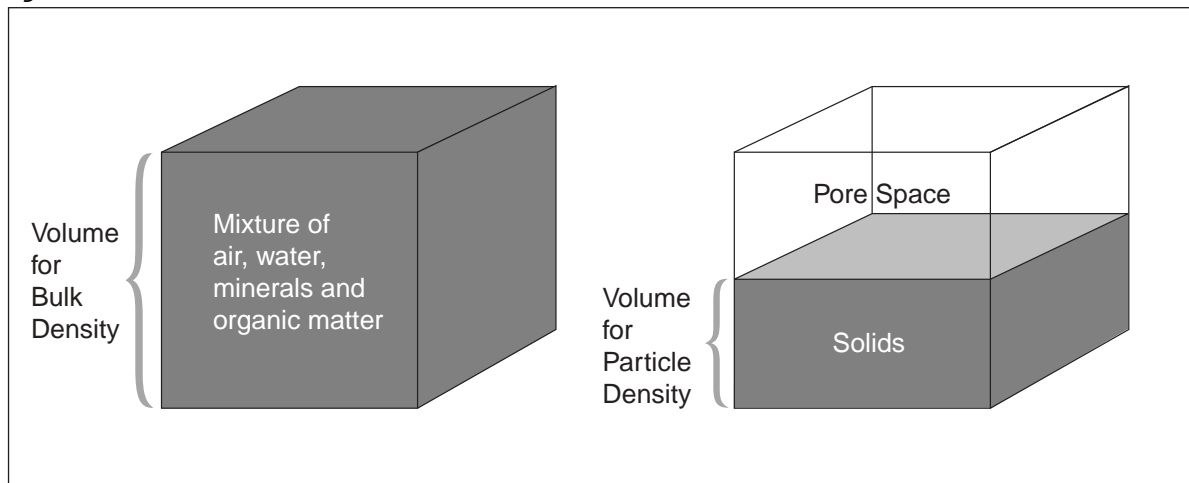 Volume
for
Bulk
Density
Mixture of
air, water,
minerals and
organic matter
Pore Space
Volume
for
Particle
Density
Solids